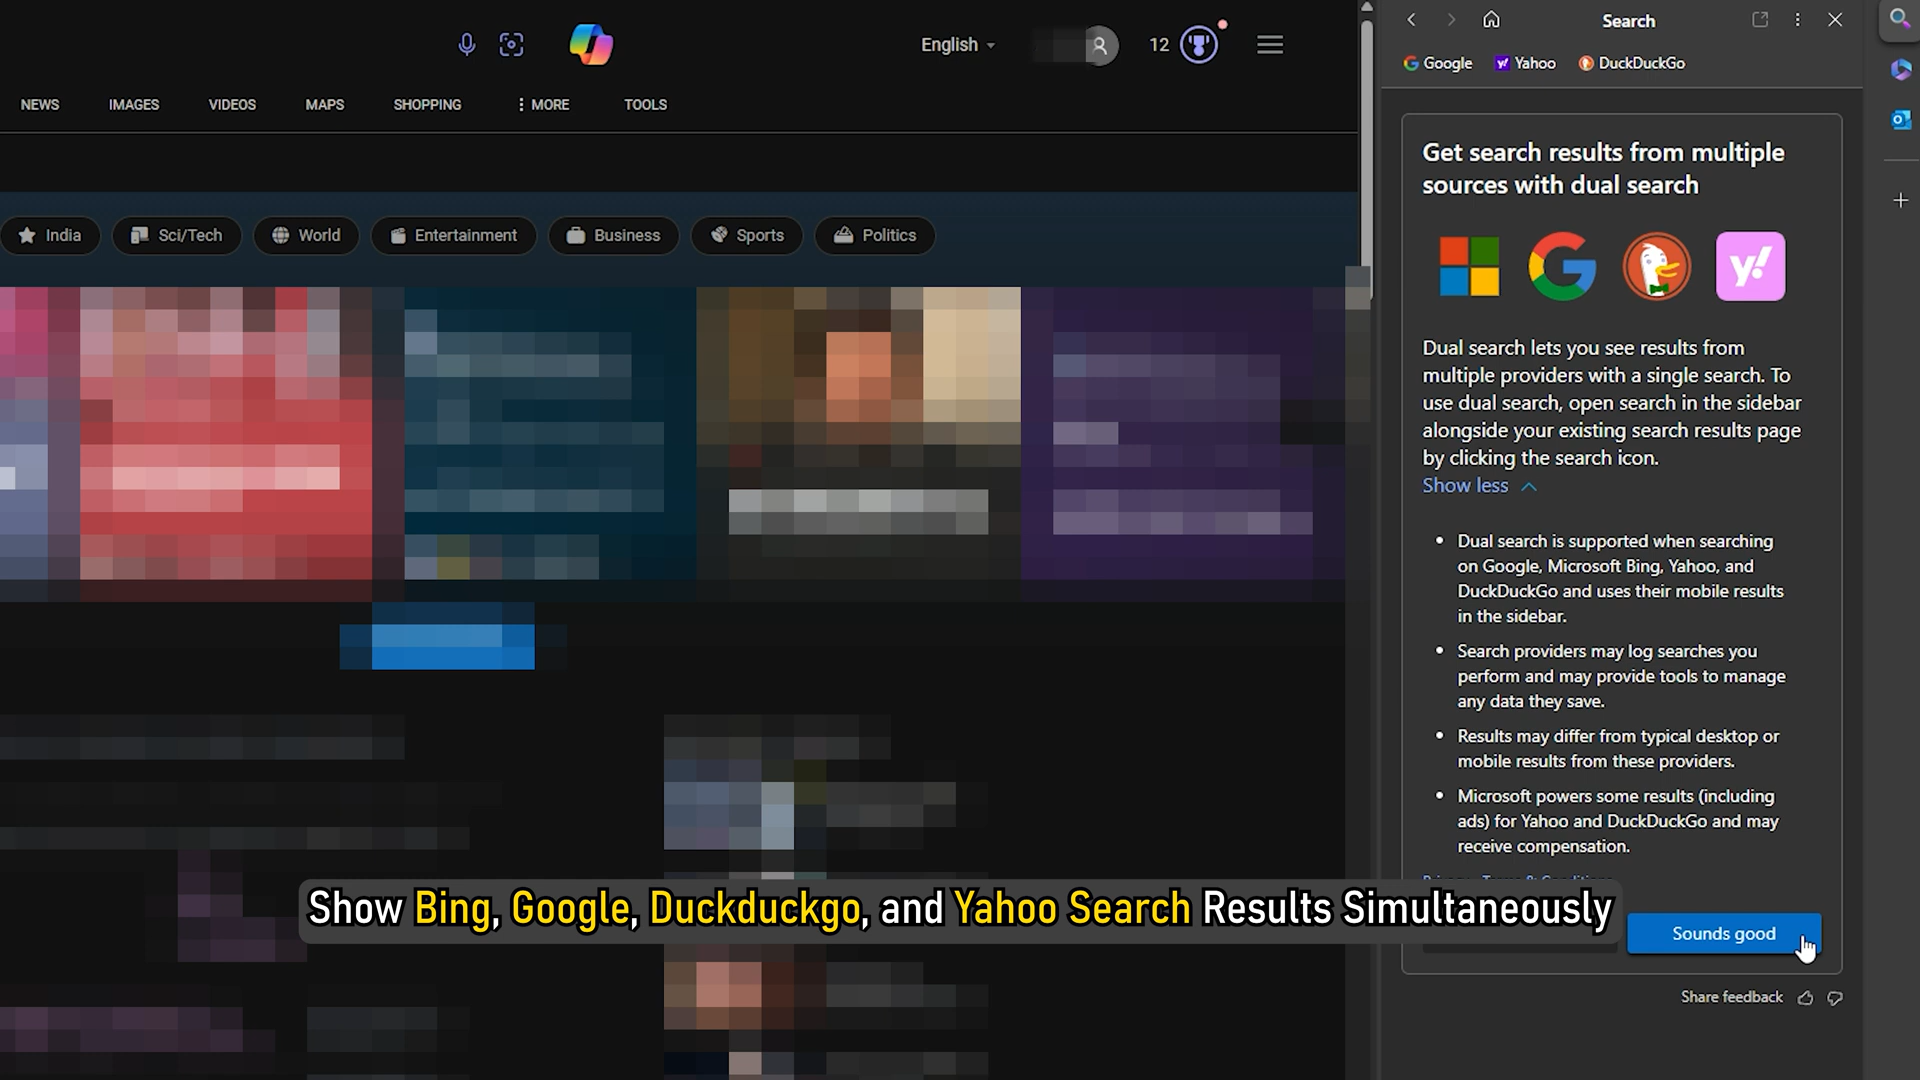 English
12
NEWS
IMAGES
VIDEOS
MAPS
SHOPPING
MORE
TOOLS
India
Sci/Tech
World
Entertainment
Business
Sports
Politics
Search
Google
Yahoo
DuckDuckGo
Get search results from multiple
sources with dual search
y!
Dual search lets you see results from
multiple providers with a single search. To
use dual search, open search in the sidebar
alongside your existing search results page
by clicking the search icon.
Show less
• Dual search is supported when searching
on Google, Microsoft Bing, Yahoo, and
DuckDuckGo and uses their mobile results
in the sidebar.
• Search providers may log searches you
perform and may provide tools to manage
any data they save.
• Results may differ from typical desktop or
mobile results from these providers.
• Microsoft powers some results (including
ads) for Yahoo and DuckDuckGo and may
receive compensation.
Show Bing, Google, Duckduckgo, and Yahoo Search Results Simultaneously
Sounds good
Share feedback